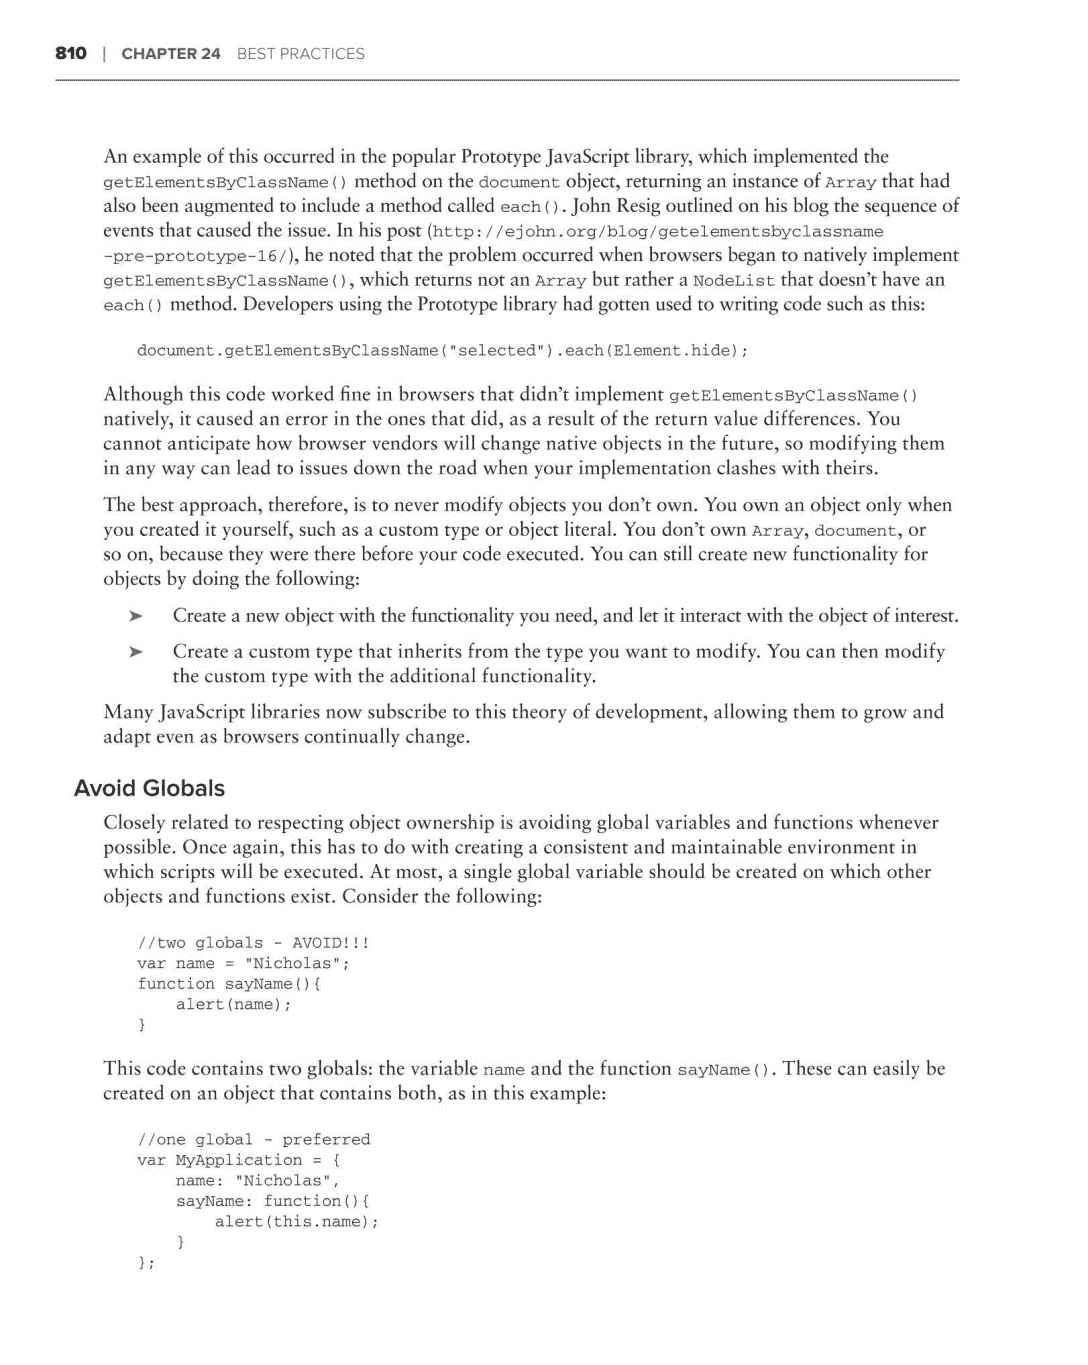 810 | CHAPTER 24 BEST PRACTICES
An example of this occurred in the popular Prototype JavaScript library, which implemented the
getElementsByClassName() method on the document object, returning an instance of Array that had
also been augmented to include a method called each(). John Resig outlined on his blog the sequence of
events that caused the issue. In his post (http://ejohn.org/blog/getelementsbyclassname
-pre-prototype-16/), he noted that the problem occurred when browsers began to natively implement
getElementsByClassName(), which returns not an Array but rather a NodeList that doesn’t have an
each() method. Developers using the Prototype library had gotten used to writing code such as this:
document.getElementsByClassName("selected").each(Element.hide);
Although this code worked fine in browsers that didn’t implement getElementsByClassName()
natively, it caused an error in the ones that did, as a result of the return value differences. You
cannot anticipate how browser vendors will change native objects in the future, so modifying them
in any way can lead to issues down the road when your implementation clashes with theirs.
The best approach, therefore, is to never modify objects you don’t own. You own an object only when
you created it yourself, such as a custom type or object literal. You don’t own Array, document, or
so on, because they were there before your code executed. You can still create new functionality for
objects by doing the following:
➤ Create a new object with the functionality you need, and let it interact with the object of interest.
➤ Create a custom type that inherits from the type you want to modify. You can then modify
the custom type with the additional functionality.
Many JavaScript libraries now subscribe to this theory of development, allowing them to grow and
adapt even as browsers continually change.
Avoid Globals
Closely related to respecting object ownership is avoiding global variables and functions whenever
possible. Once again, this has to do with creating a consistent and maintainable environment in
which scripts will be executed. At most, a single global variable should be created on which other
objects and functions exist. Consider the following:
//two globals - AVOID!!!
var name = "Nicholas";
function sayName(){
    alert(name);
}
This code contains two globals: the variable name and the function sayName(). These can easily be
created on an object that contains both, as in this example:
//one global - preferred
var MyApplication = {
    name: "Nicholas",
    sayName: function(){
        alert(this.name);
    }
};